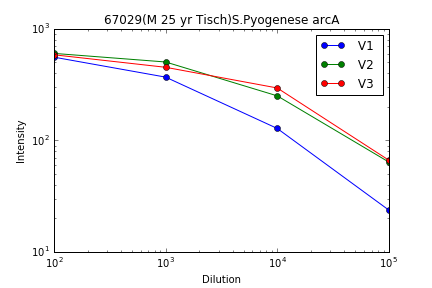 67029(M 25 yr Tisch)S.Pyogenese arcA
10³
V1
V2
V3
10²
Intensity
10¹
10² 10³ 10⁴ 10⁵
Dilution